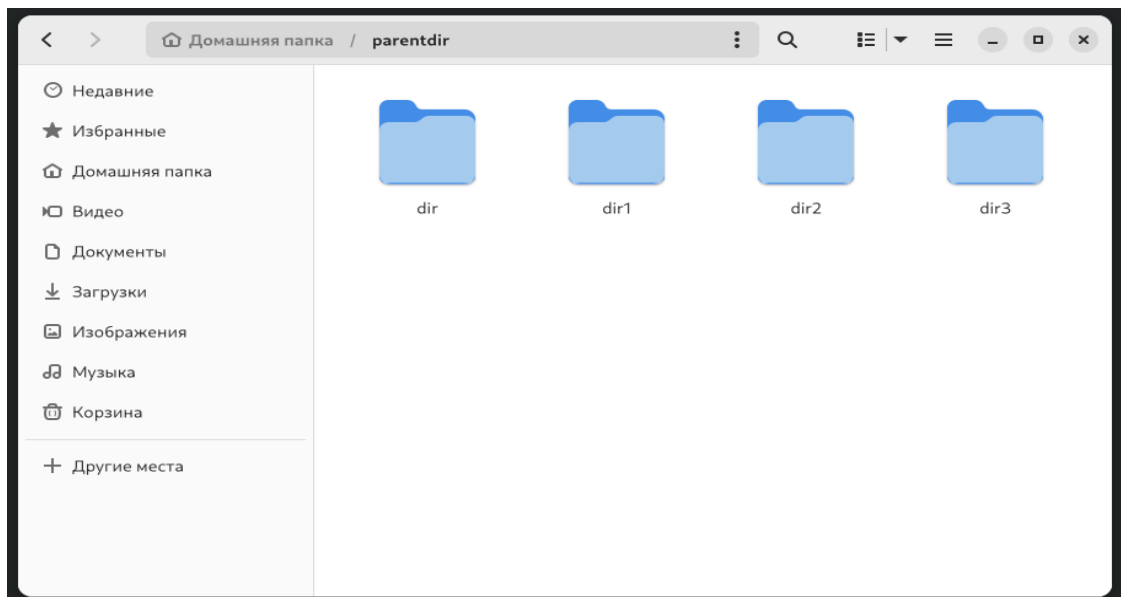 Домашняя папка / parentdir
Недавние
Избранные
Домашняя папка
Видео
Документы
Загрузки
Изображения
Музыка
Корзина
Другие места
dir dir1 dir2 dir3